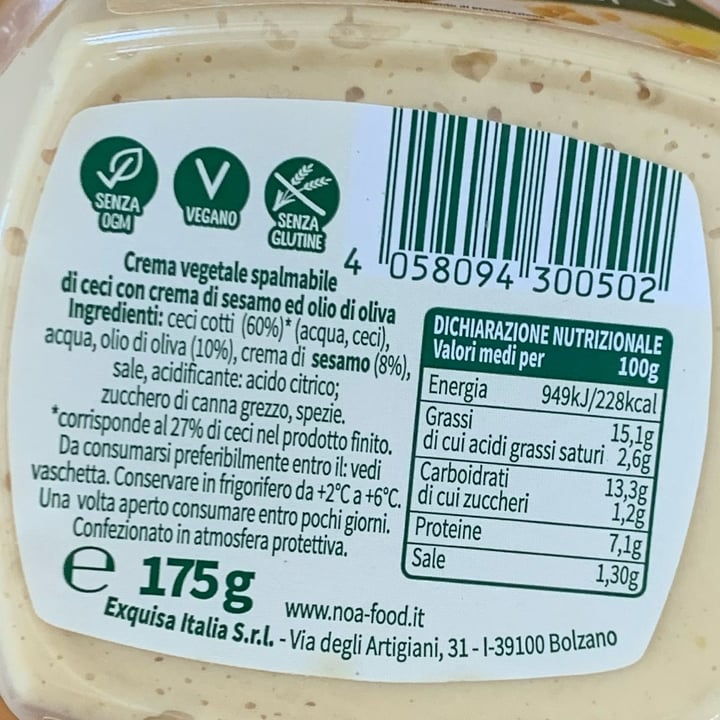 SENZA
OGM
VEGANO
SENZA
GLUTINE
4 058094 300502
Crema vegetale spalmabile
di ceci con crema di sesamo ed olio di oliva
Ingredienti: ceci cotti (60%)* (acqua, ceci),
acqua, olio di oliva (10%), crema di sesamo (8%),
sale, acidificante: acido citrico;
zucchero di canna grezzo, spezie.
*corrisponde al 27% di ceci nel prodotto finito.
Da consumarsi preferibilmente entro il: vedi
vaschetta. Conservare in frigorifero da +2°C a +6°C.
Una volta aperto consumare entro pochi giorni.
Confezionato in atmosfera protettiva.
DICHIARAZIONE NUTRIZIONALE
Valori medi per 100g
Energia 949kJ/228kcal
Grassi 15,1g
di cui acidi grassi saturi 2,6g
Carboidrati 13,3g
di cui zuccheri 1,2g
Proteine 7,1g
Sale 1,30g
e 175g
www.noa-food.it
Exquisa Italia S.r.l. - Via degli Artigiani, 31 - I-39100 Bolzano